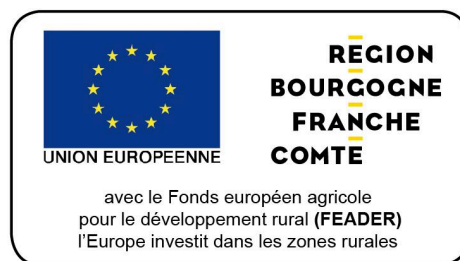 UNION EUROPEENNE
REGION
BOURGOGNE
FRANCHE
COMTE
avec le Fonds européen agricole
pour le développement rural (FEADER)
l'Europe investit dans les zones rurales